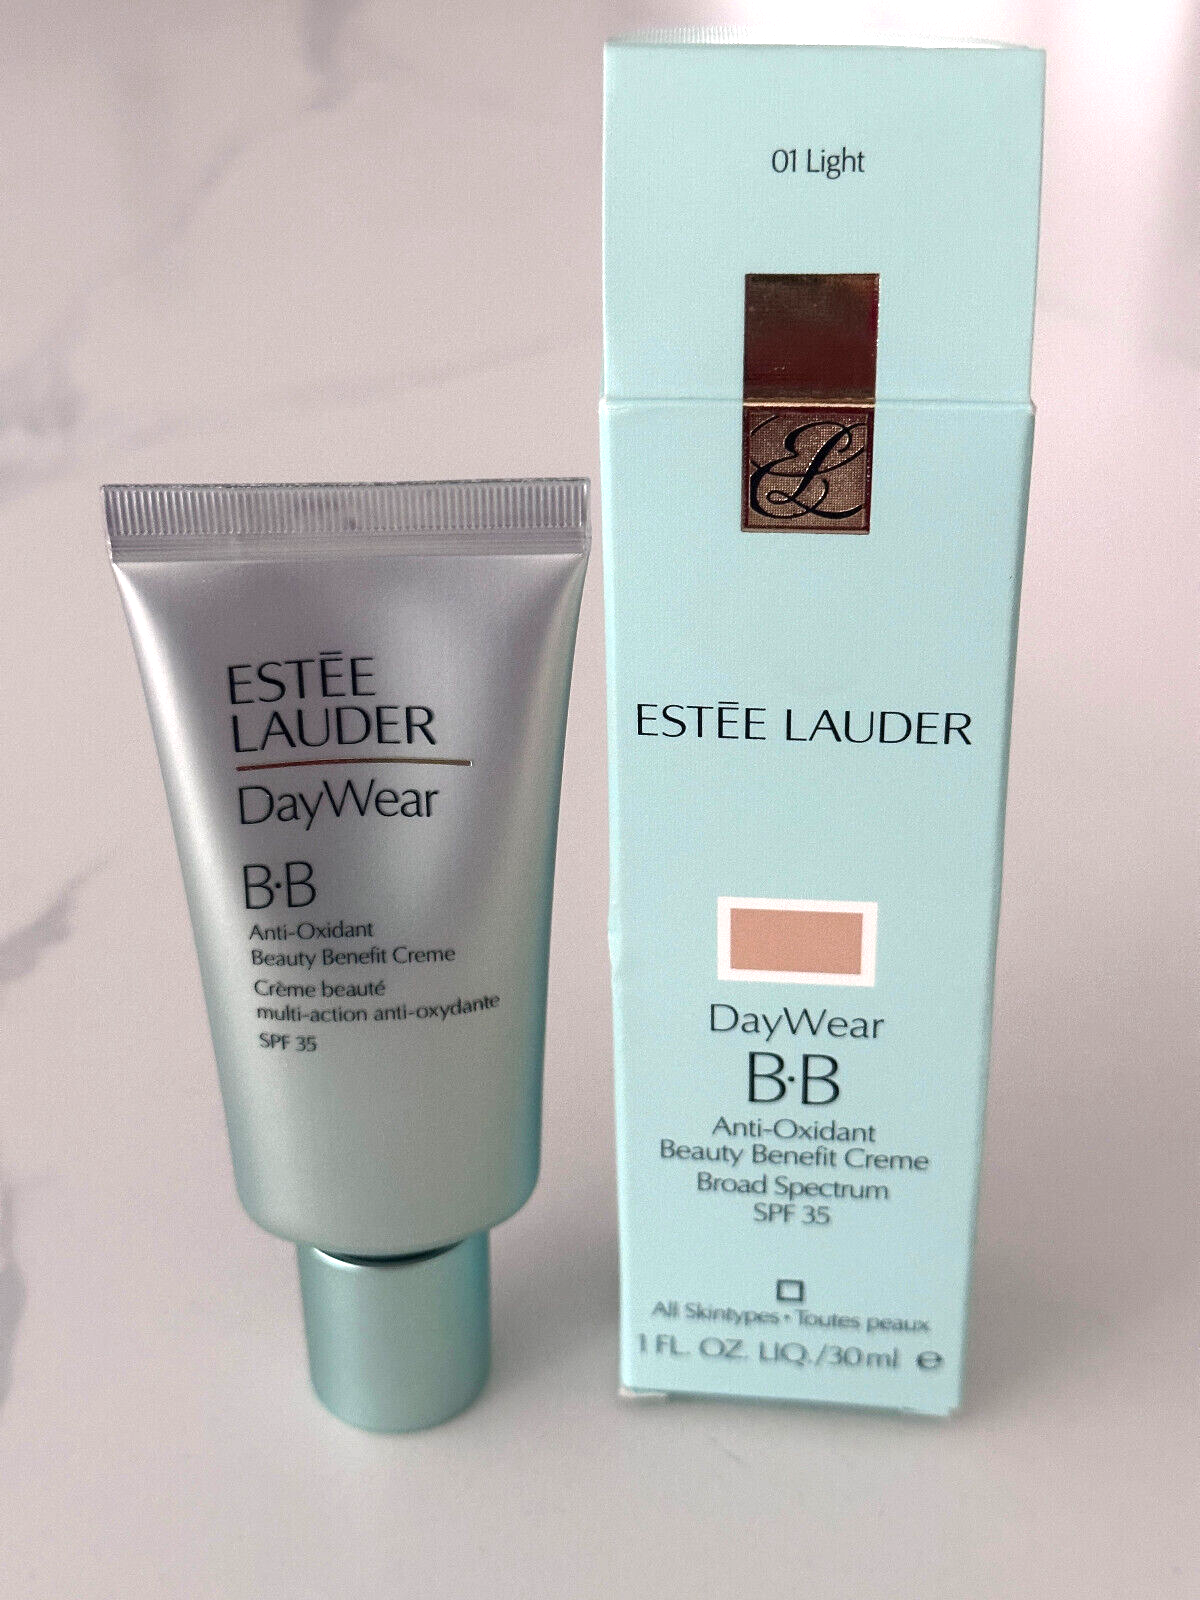 ESTĒE
LAUDER
DayWear
B·B
Anti-Oxidant
Beauty Benefit Creme
Crème beauté
multi-action anti-oxydante
SPF 35
01 Light
EL
ESTĒE LAUDER
DayWear
B·B
Anti-Oxidant
Beauty Benefit Creme
Broad Spectrum
SPF 35
All Skintypes • Toutes peaux
1 FL. OZ. LIQ./30 ml ℮